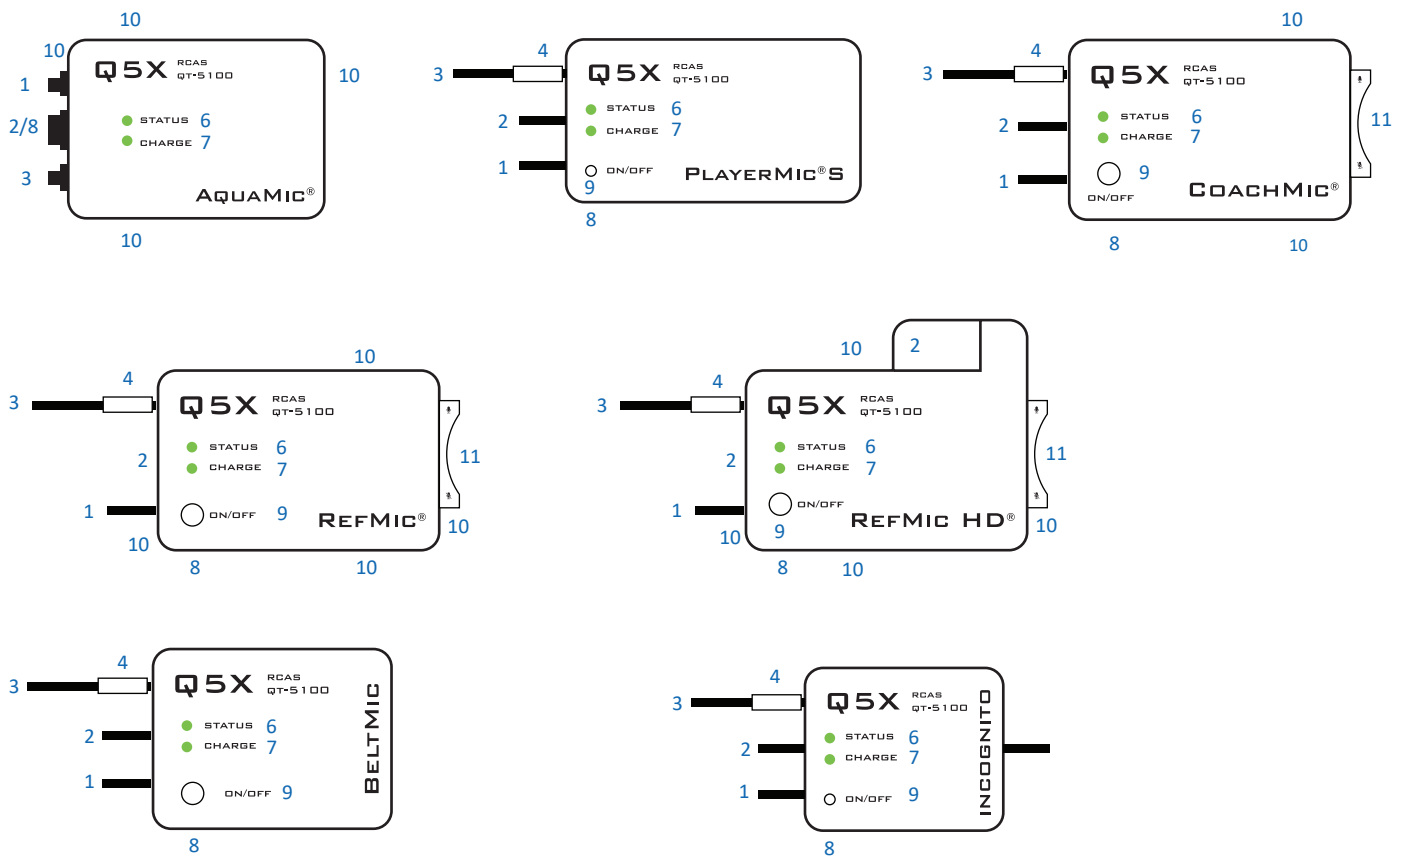 10
10
1
2/8
3
Q5X RCAS
QT-5100
10
STATUS 6
CHARGE 7
AQUAMIC®
10
4
3
Q5X RCAS
QT-5100
2
STATUS 6
CHARGE 7
1
ON/OFF
9
PLAYERMIC®S
8
10
4
3
Q5X RCAS
QT-5100
2
STATUS 6
CHARGE 7
11
1
9
ON/OFF
COACHMIC®
8
10
10
4
3
Q5X RCAS
QT-5100
2
STATUS 6
CHARGE 7
11
1
ON/OFF 9
REFMIC®
10
10
8
10
10
2
4
3
Q5X RCAS
QT-5100
2
STATUS 6
CHARGE 7
11
1
ON/OFF
9
REFMIC HD®
10
10
8
10
4
3
Q5X RCAS
QT-5100
2
STATUS 6
CHARGE 7
1
ON/OFF 9
BELTMIC
8
4
3
Q5X RCAS
QT-5100
2
STATUS 6
CHARGE 7
1
ON/OFF 9
INCOGNITO
8